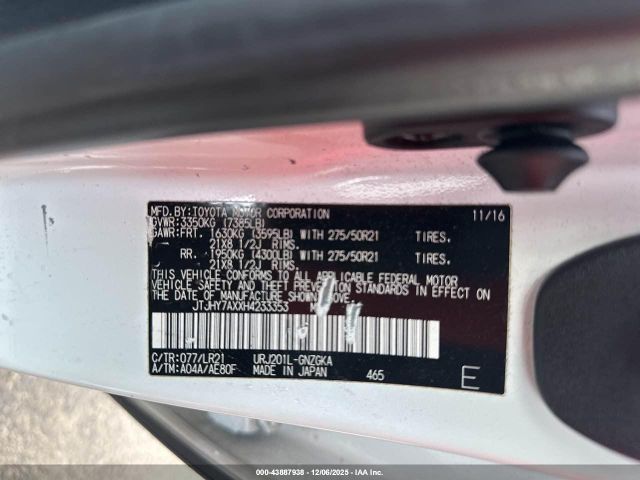 MFD.BY:TOYOTA MOTOR CORPORATION 11/16
GVWR:3350KG (7385LB)
GAWR:FRT. 1630KG (3595LB) WITH 275/50R21 TIRES.
21X8 1/2J RIMS.
RR. 1950KG (4300LB) WITH 275/50R21 TIRES.
21X8 1/2J RIMS.
THIS VEHICLE CONFORMS TO ALL APPLICABLE FEDERAL MOTOR
VEHICLE SAFETY AND THEFT PREVENTION STANDARDS IN EFFECT ON
THE DATE OF MANUFACTURE SHOWN ABOVE.
JTJHY7AXXH4233353
C/TR:077/LR21 URJ201L-GNZGKA
A/TM:A04A/AE80F MADE IN JAPAN 465 E
000-43887938 | 12/06/2025 | IAA Inc.